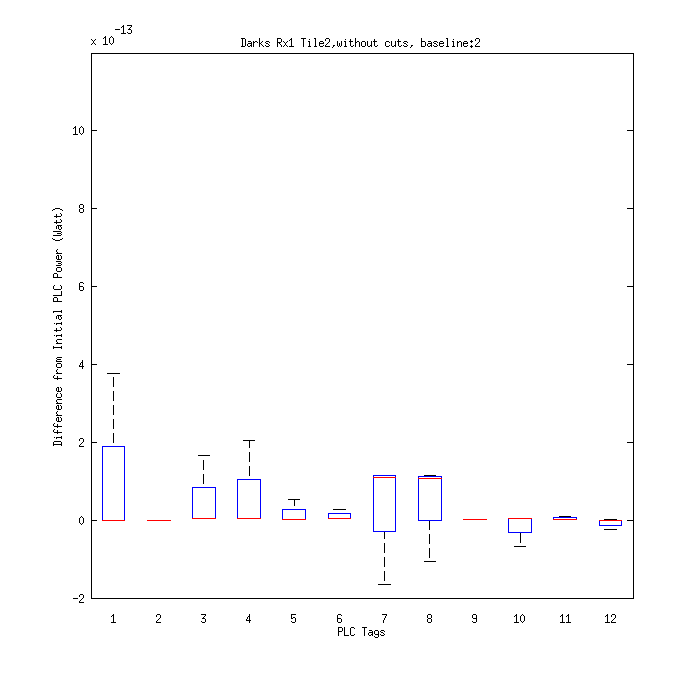 x 10-13
Darks Rx1 Tile2,without cuts, baseline:2
10
8
6
4
2
0
-2
Difference from Initial PLC Power (Watt)
1 2 3 4 5 6 7 8 9 10 11 12
PLC Tags